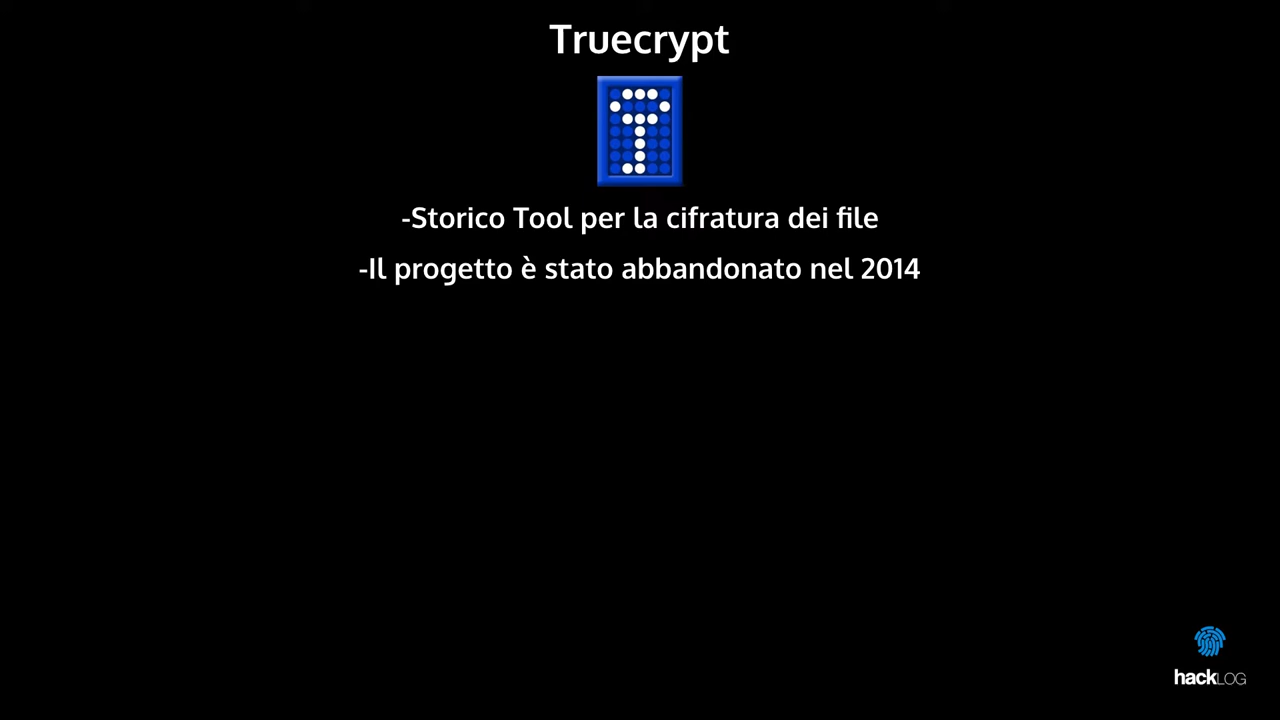 Truecrypt
-Storico Tool per la cifratura dei file
-Il progetto è stato abbandonato nel 2014
hackLOG